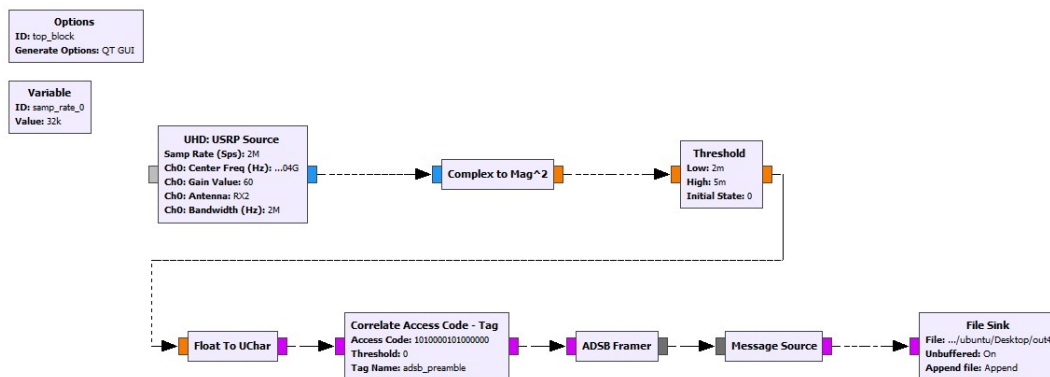 Options
ID: top_block
Generate Options: QT GUI
Variable
ID: samp_rate_0
Value: 32k
UHD: USRP Source
Samp Rate (Sps): 2M
Ch0: Center Freq (Hz): ...04G
Ch0: Gain Value: 60
Ch0: Antenna: RX2
Ch0: Bandwidth (Hz): 2M
Complex to Mag^2
Threshold
Low: 2m
High: 5m
Initial State: 0
Float To UChar
Correlate Access Code - Tag
Access Code: 1010000101000000
Threshold: 0
Tag Name: adsb_preamble
ADSB Framer
Message Source
File Sink
File: .../ubuntu/Desktop/out4
Unbuffered: On
Append file: Append